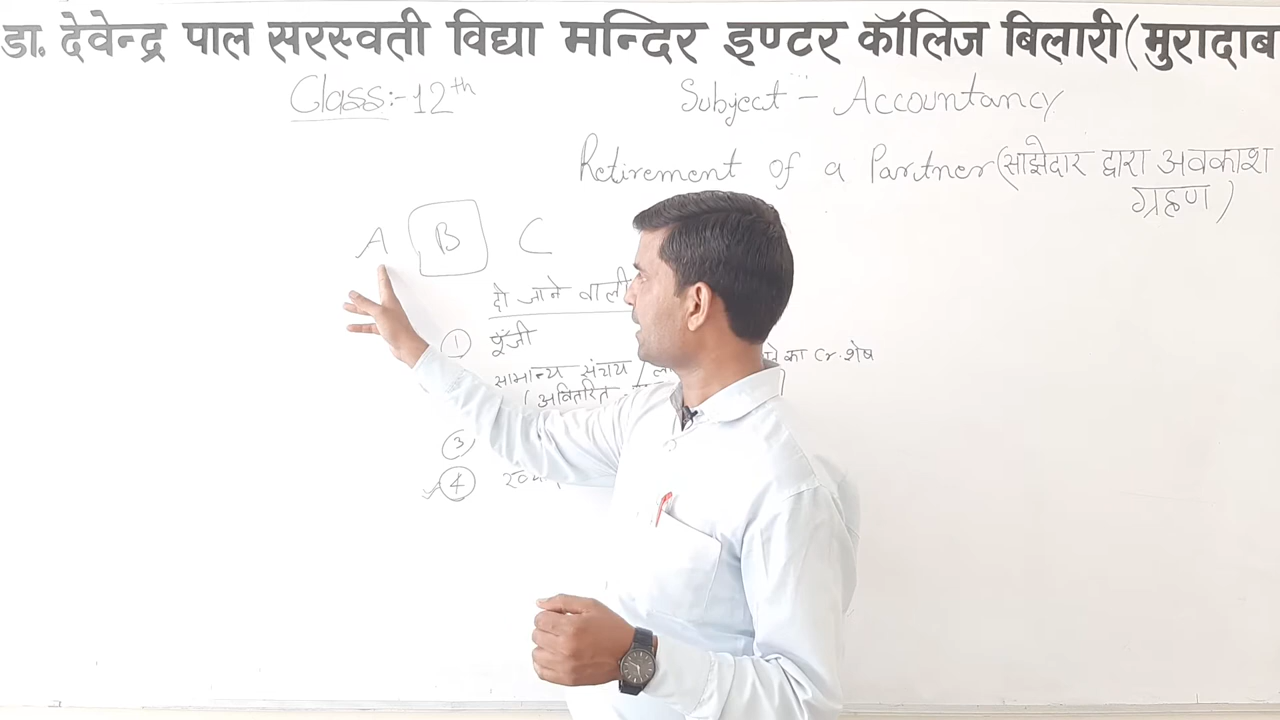 डा. देवेन्द्र पाल सरस्वती विद्या मन्दिर इण्टर कॉलिज बिलारी (मुरादाब
Class:- 12th Subject - Accountancy
Retirement of a Partner (साझेदार द्वारा अवकाश
ग्रहण)
A B C
दी जाने वाली
1 पूँजी
सामान्य संचय / का Cr. शेष
( अवितरित
3
4